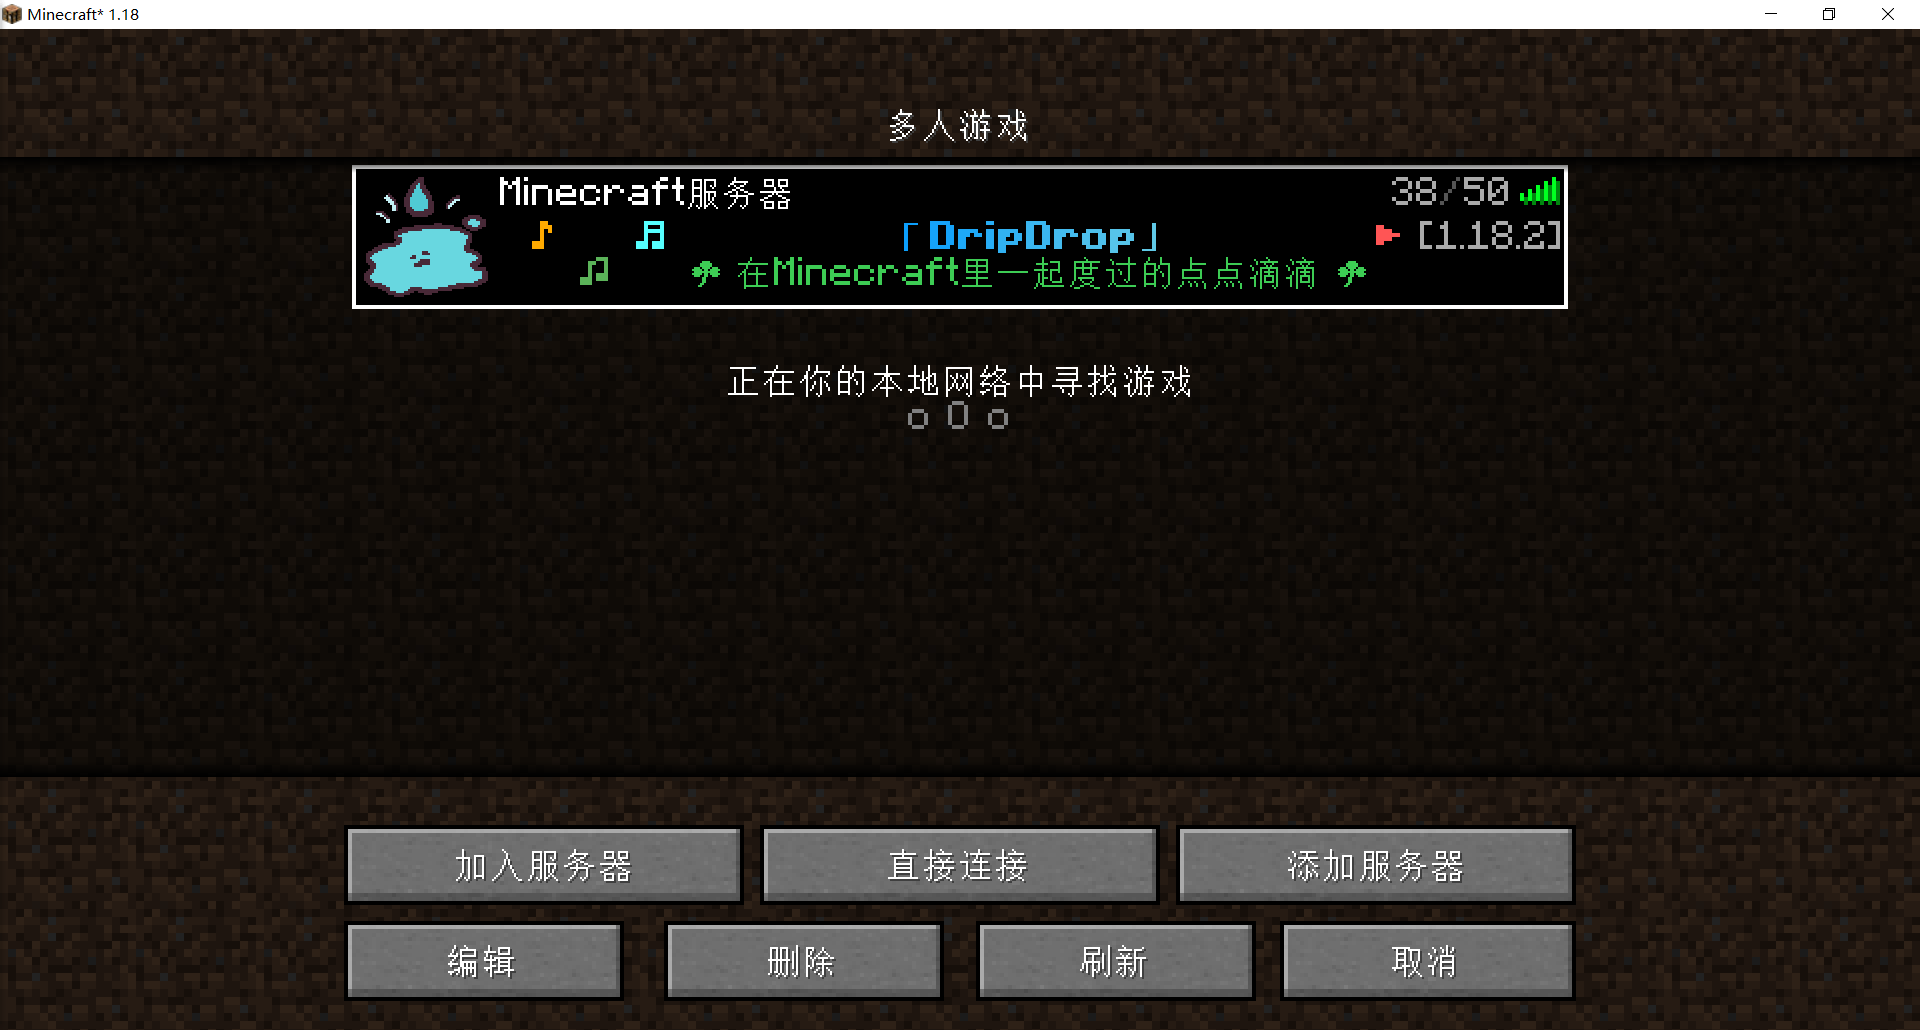 Minecraft* 1.18
多人游戏
Minecraft服务器 38/50
♪ ♬ 「DripDrop」 ► [1.18.2]
♫ ☘ 在Minecraft里一起度过的点点滴滴 ☘
正在你的本地网络中寻找游戏
o O o
加入服务器 直接连接 添加服务器
编辑 删除 刷新 取消